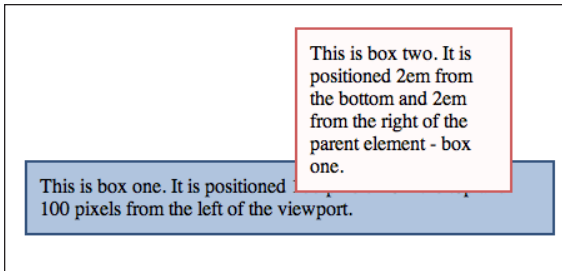 This is box two. It is
positioned 2em from
the bottom and 2em
from the right of the
parent element - box
one.
This is box one. It is positioned
100 pixels from the left of the viewport.